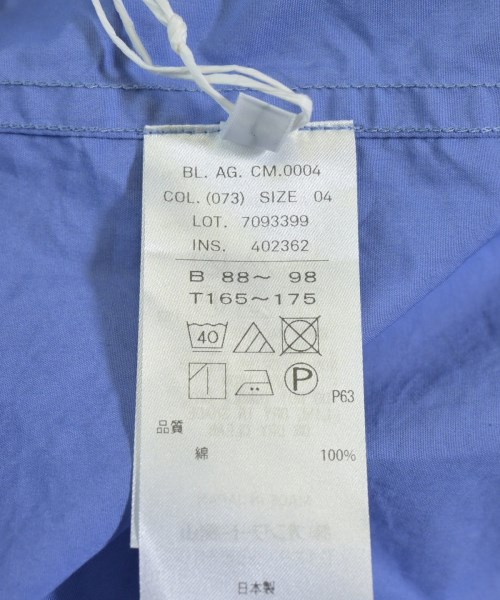 BL. AG. CM.0004
COL. (073) SIZE 04
LOT. 7093399
INS. 402362
B 88～ 98
T165～175
40
P
P63
品質
綿 100%
日本製